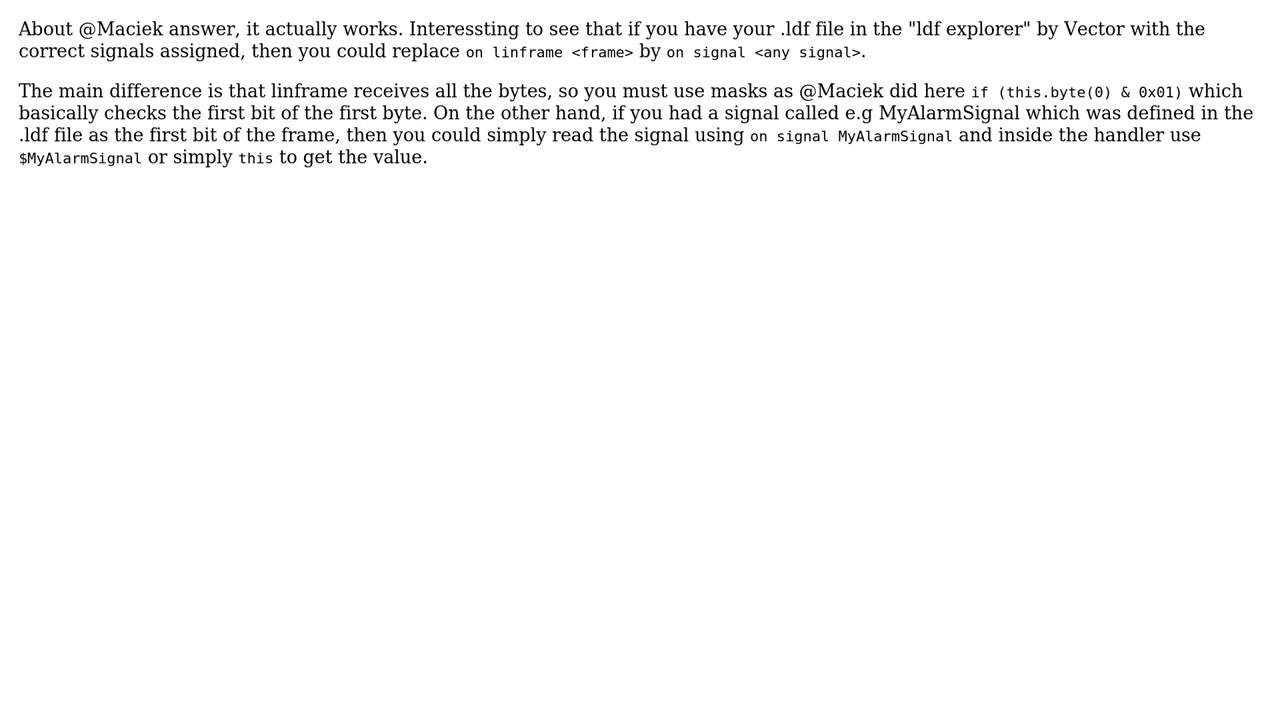 About @Maciek answer, it actually works. Interessting to see that if you have your .ldf file in the "ldf explorer" by Vector with the
correct signals assigned, then you could replace on linframe <frame> by on signal <any signal>.
The main difference is that linframe receives all the bytes, so you must use masks as @Maciek did here if (this.byte(0) & 0x01) which
basically checks the first bit of the first byte. On the other hand, if you had a signal called e.g MyAlarmSignal which was defined in the
.ldf file as the first bit of the frame, then you could simply read the signal using on signal MyAlarmSignal and inside the handler use
$MyAlarmSignal or simply this to get the value.